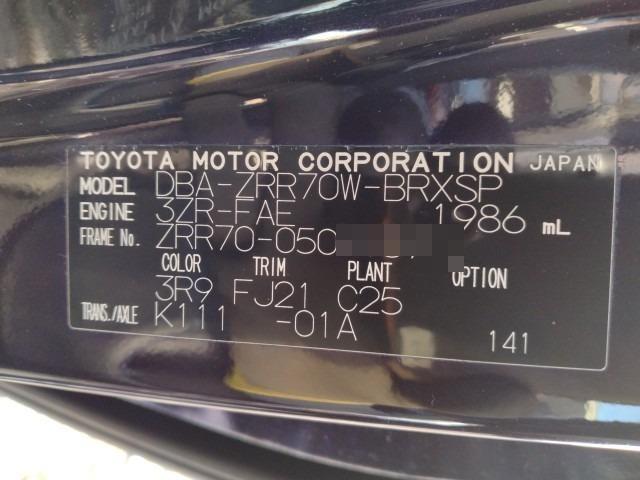 TOYOTA MOTOR CORPORATION JAPAN
MODEL DBA-ZRR70W-BRXSP
ENGINE 3ZR-FAE 1986 mL
FRAME No. ZRR70-050
COLOR TRIM PLANT OPTION
3R9 FJ21 C25
TRANS./AXLE K111 -01A
141